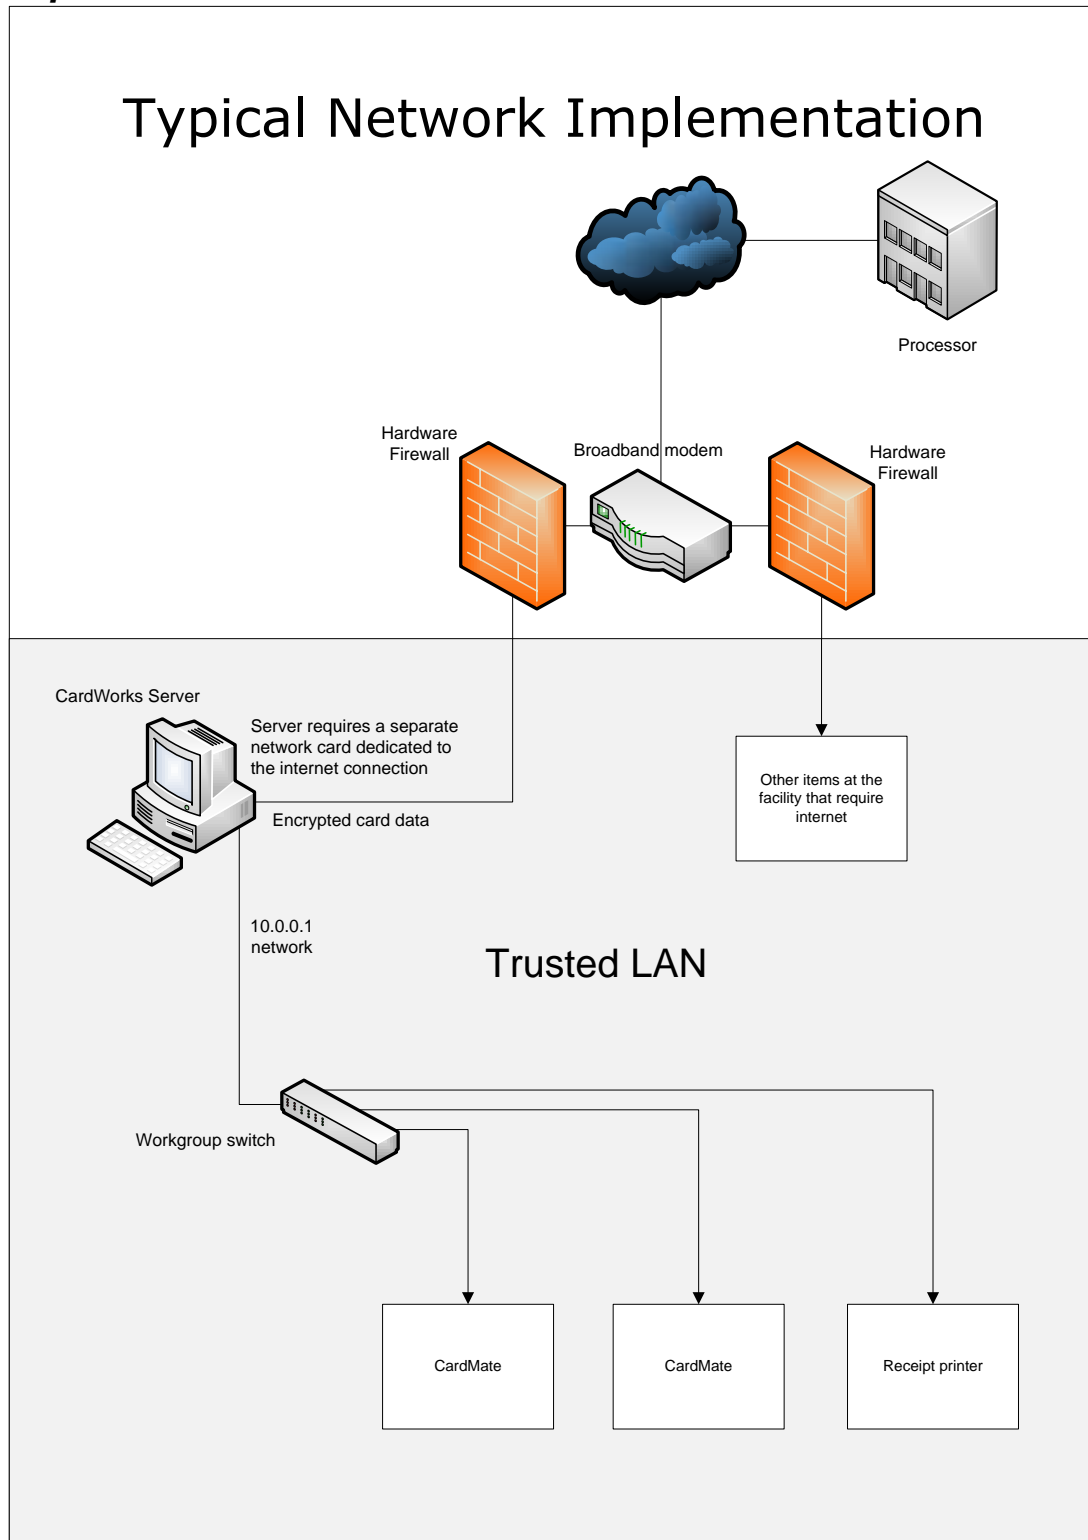 Typical Network Implementation
Processor
Hardware
Firewall
Broadband modem
Hardware
Firewall
CardWorks Server
Server requires a separate
network card dedicated to
the internet connection
Encrypted card data
Other items at the
facility that require
internet
10.0.0.1
network
Trusted LAN
Workgroup switch
CardMate
CardMate
Receipt printer